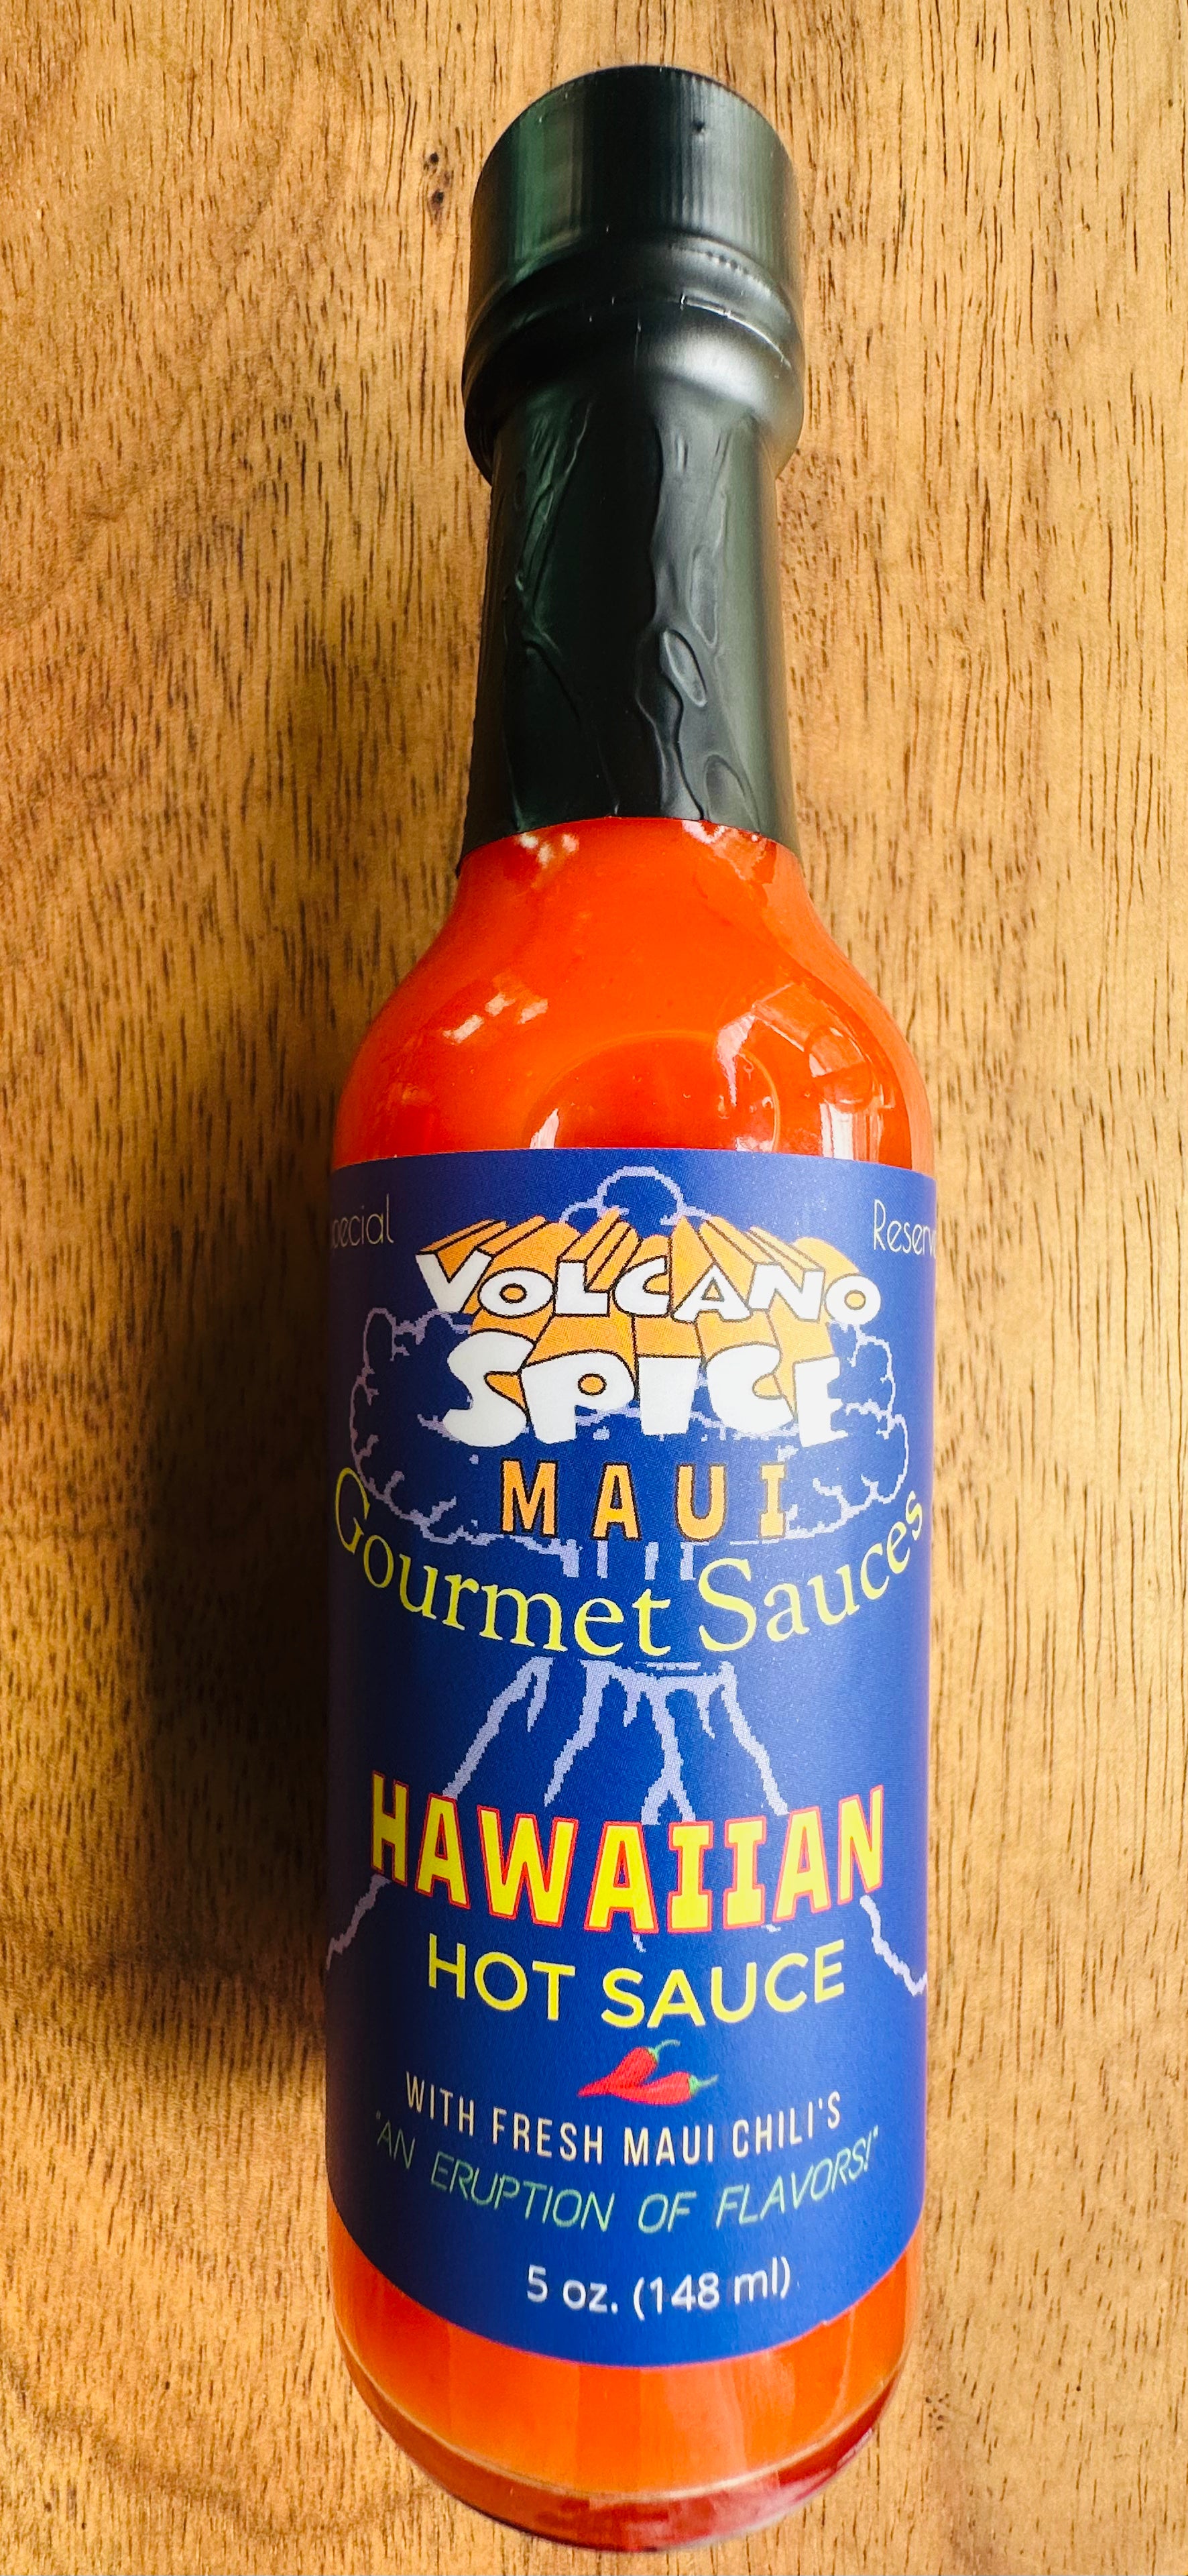 VOLCANO
SPICE
MAUI
Gourmet Sauces
HAWAIIAN
HOT SAUCE
WITH FRESH MAUI CHILI'S
"AN ERUPTION OF FLAVORS!"
5 oz. (148 ml)